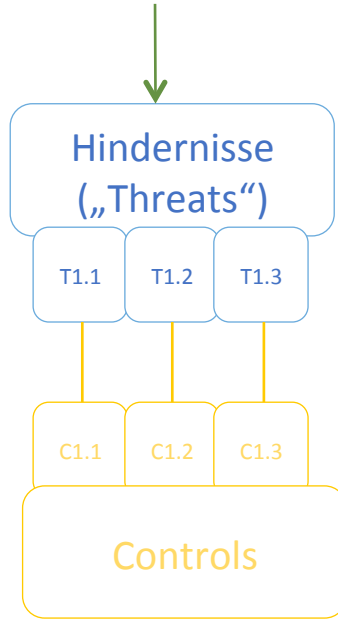 Hindernisse
(„Threats“)
T1.1 T1.2 T1.3
C1.1 C1.2 C1.3
Controls